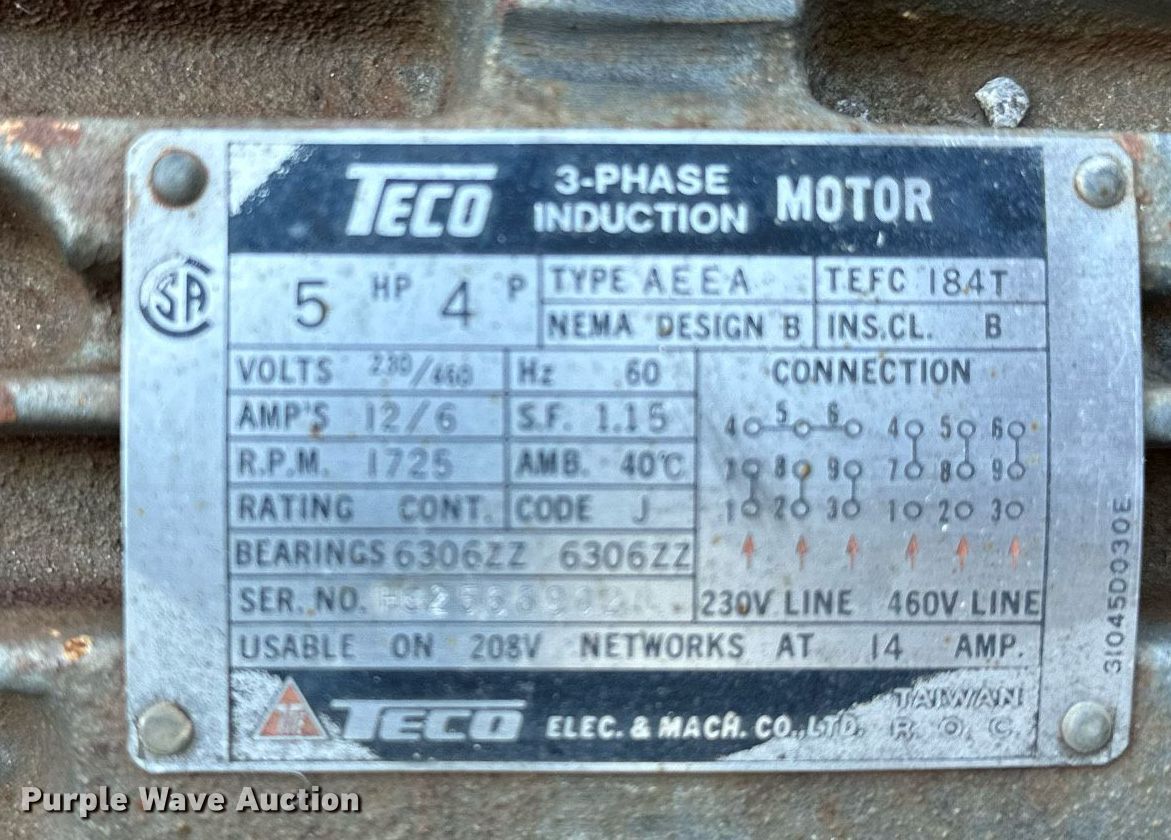 TECO 3-PHASE INDUCTION MOTOR
SA
5 HP 4 P TYPE AEEA TEFC 184T
NEMA DESIGN B INS.CL. B
VOLTS 230/460 Hz 60 CONNECTION
AMP'S 12/6 S.F. 1.15 4 5 6 4 5 6
R.P.M. 1725 AMB. 40°C 7 8 9 7 8 9
RATING CONT. CODE J 1 2 3 1 2 3
BEARINGS 6306ZZ 6306ZZ
SER. NO. 230V LINE 460V LINE
USABLE ON 208V NETWORKS AT 14 AMP.
TECO ELEC. & MACH. CO., LTD. TAIWAN R. O. C.
31045D030E
Purple Wave Auction